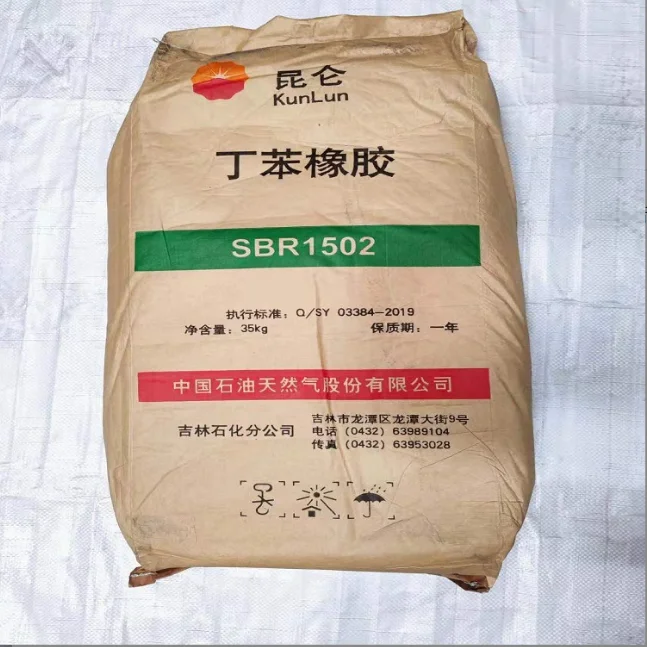 昆仑
KunLun
丁苯橡胶
SBR1502
执行标准：Q/SY 03384-2019
净含量：35kg 保质期：一年
中国石油天然气股份有限公司
吉林石化分公司
吉林市龙潭区龙潭大街9号
电话（0432）63989104
传真（0432）63953028